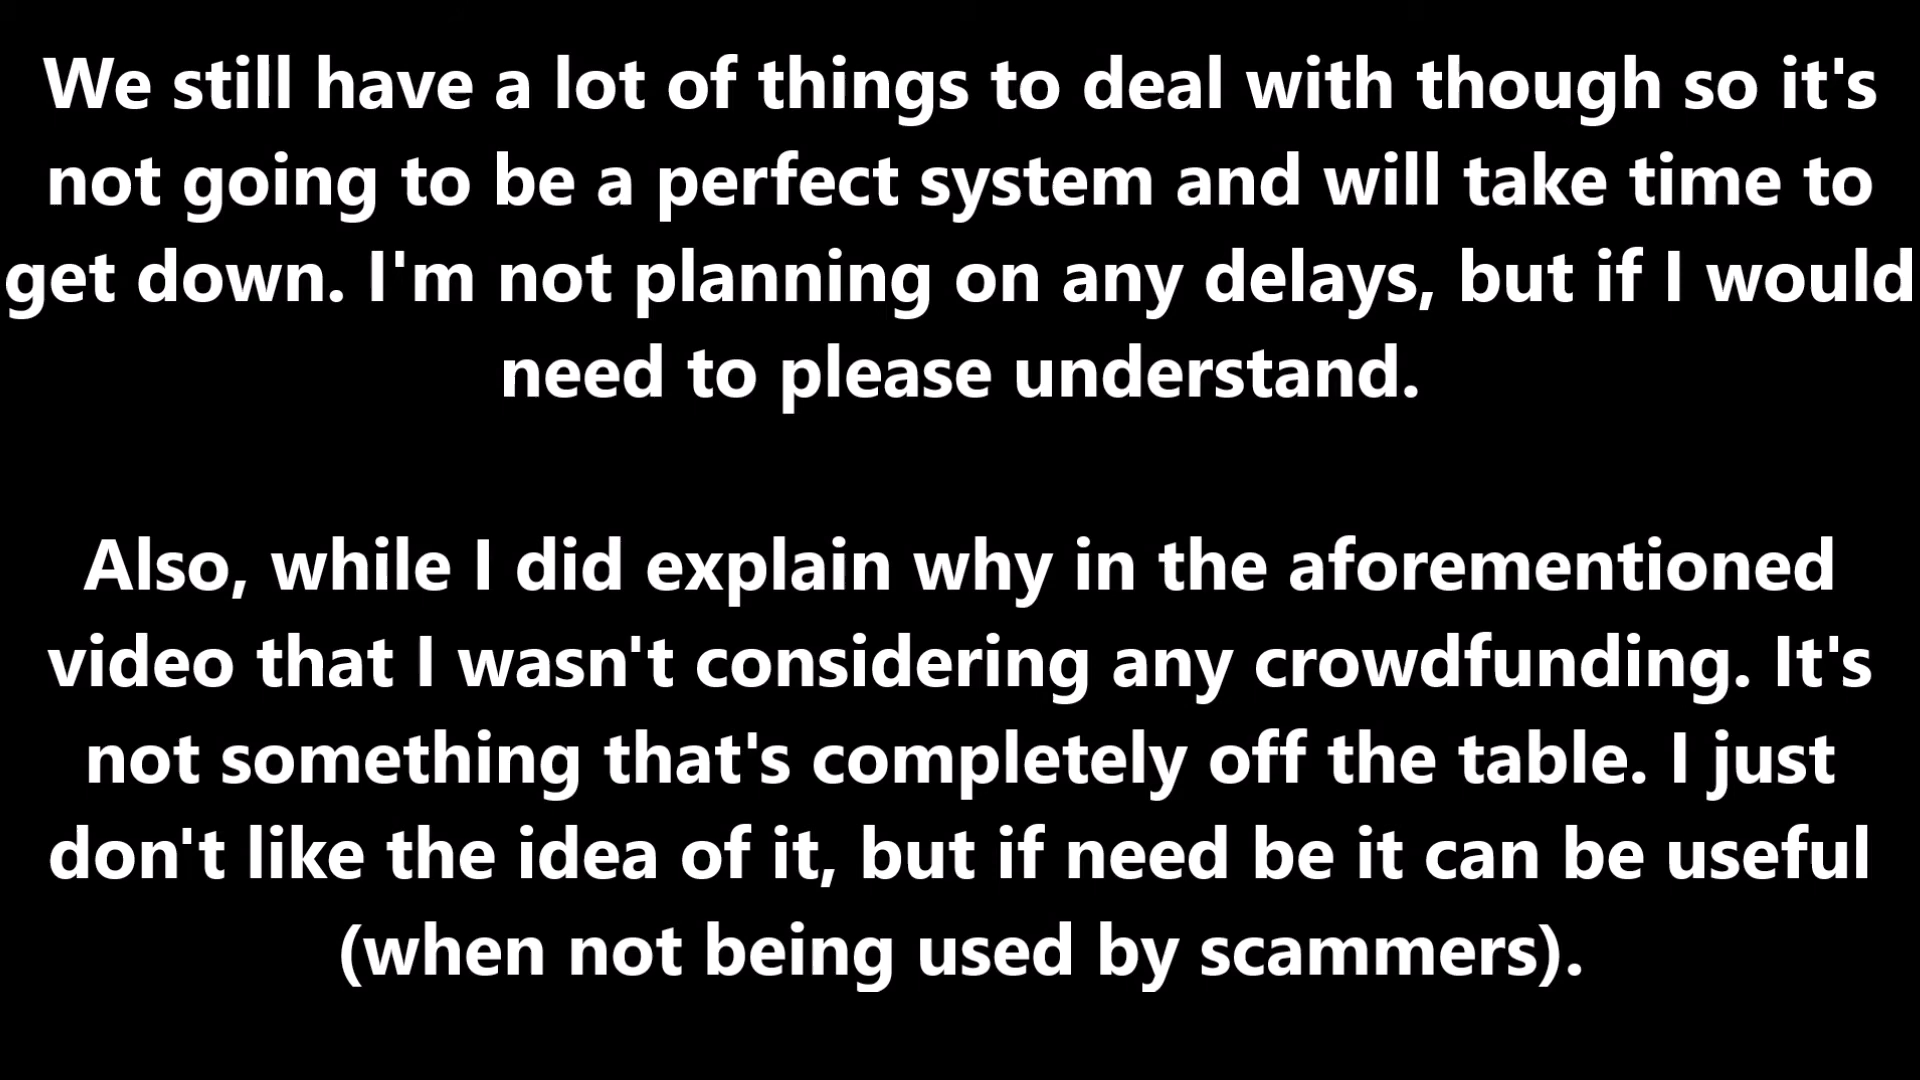 We still have a lot of things to deal with though so it's
not going to be a perfect system and will take time to
get down. I'm not planning on any delays, but if I would
need to please understand.
Also, while I did explain why in the aforementioned
video that I wasn't considering any crowdfunding. It's
not something that's completely off the table. I just
don't like the idea of it, but if need be it can be useful
(when not being used by scammers).